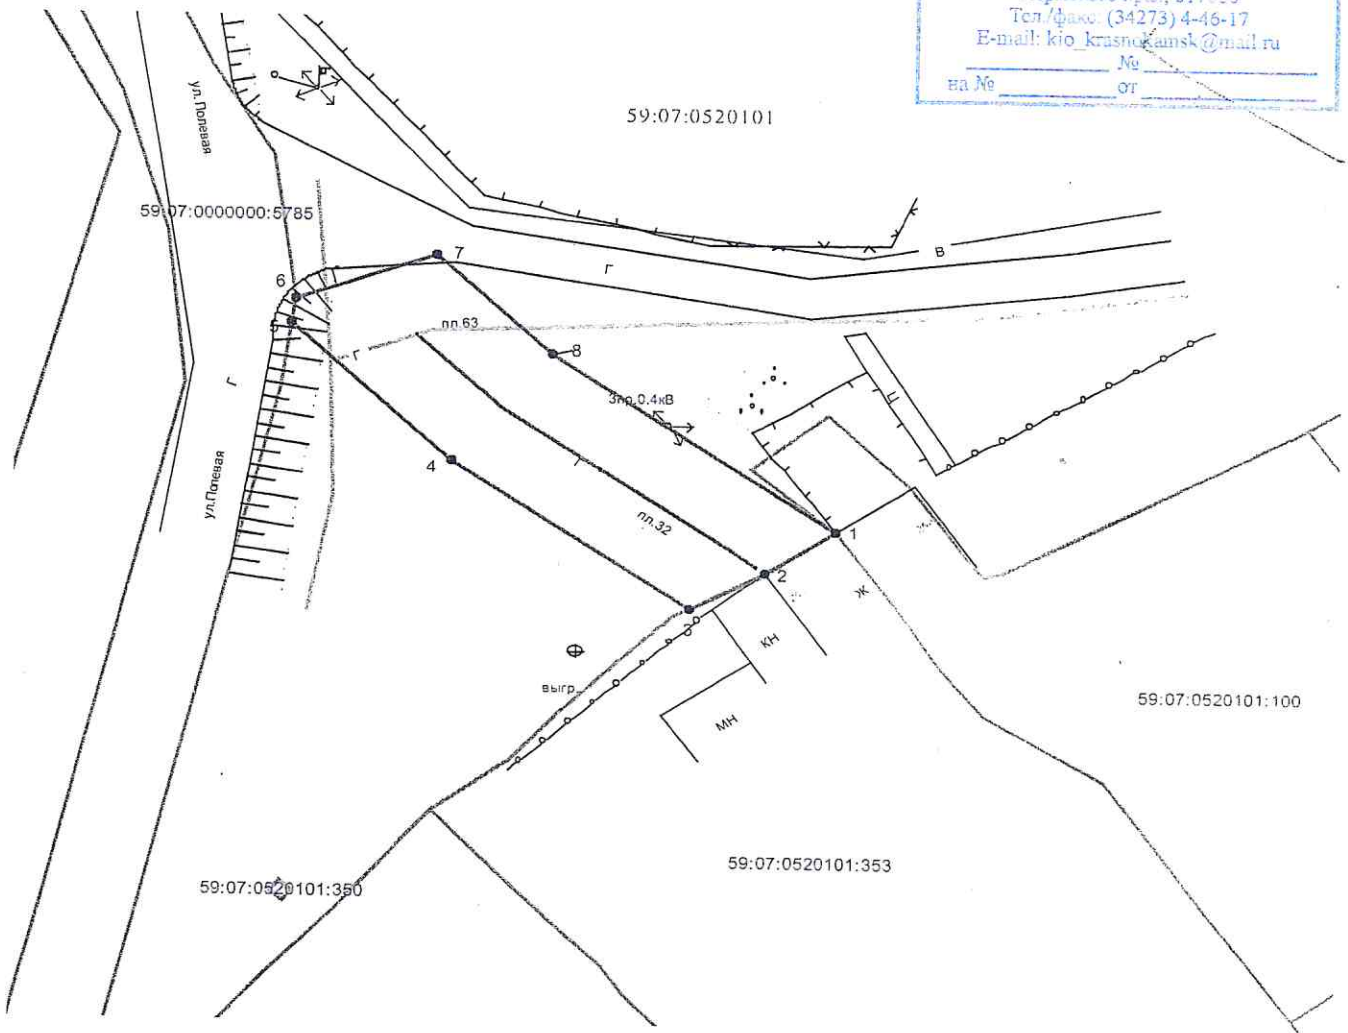 Тел./факс: (34273) 4-46-17
E-mail: kio_krasnokamsk@mail.ru
№
на № от
59:07:0520101
ул.Полевая
59:07:0000000:5785
В
7
Г
6
5
пл.63
8
Г
Г
3пр.0.4кВ
П
4
ул.Полевая
пл.32
1
2
Ж
3
КН
выгр.
МН
59:07:0520101:100
59:07:0520101:353
59:07:0520101:350